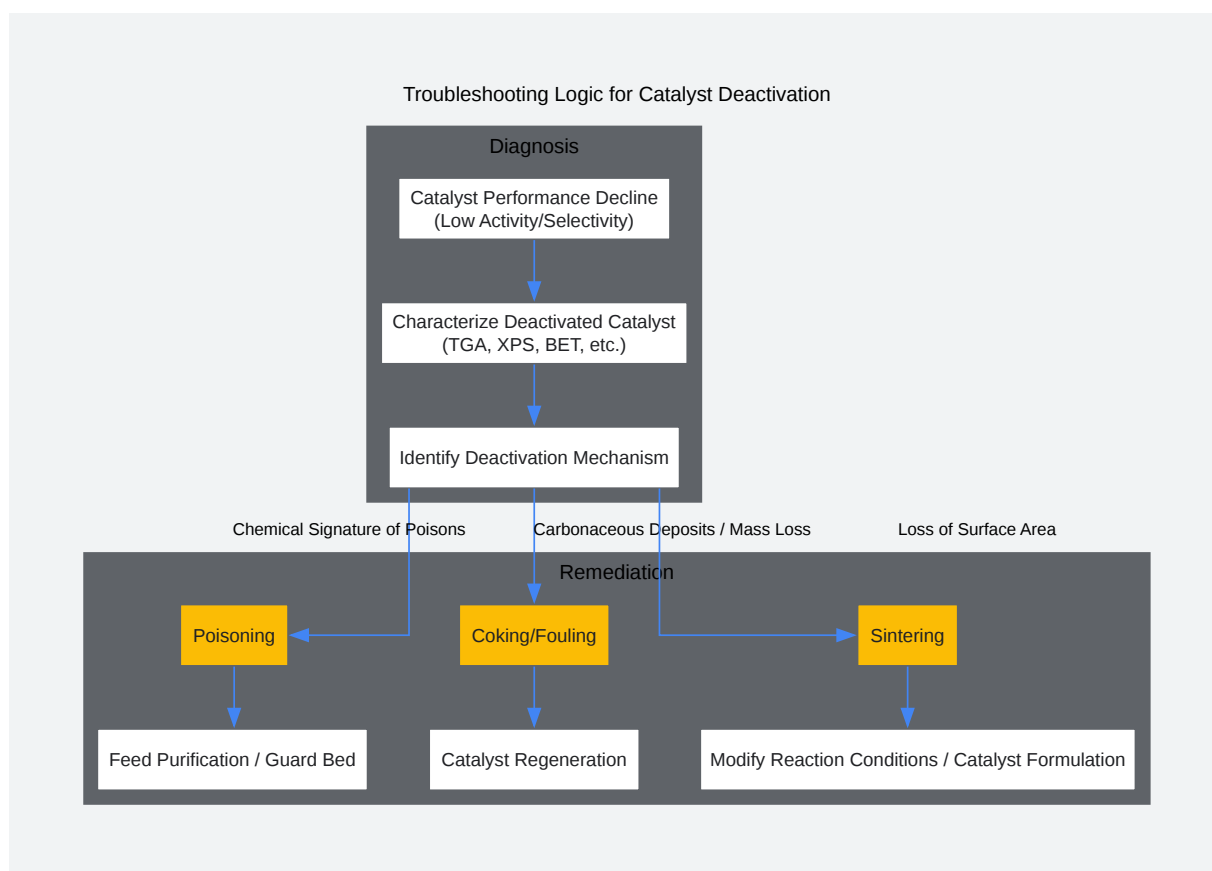 Troubleshooting Logic for Catalyst Deactivation
Diagnosis
Catalyst Performance Decline
(Low Activity/Selectivity)
Characterize Deactivated Catalyst
(TGA, XPS, BET, etc.)
Identify Deactivation Mechanism
Chemical Signature of Poisons
Carbonaceous Deposits / Mass Loss
Loss of Surface Area
Remediation
Poisoning
Coking/Fouling
Sintering
Feed Purification / Guard Bed
Catalyst Regeneration
Modify Reaction Conditions / Catalyst Formulation